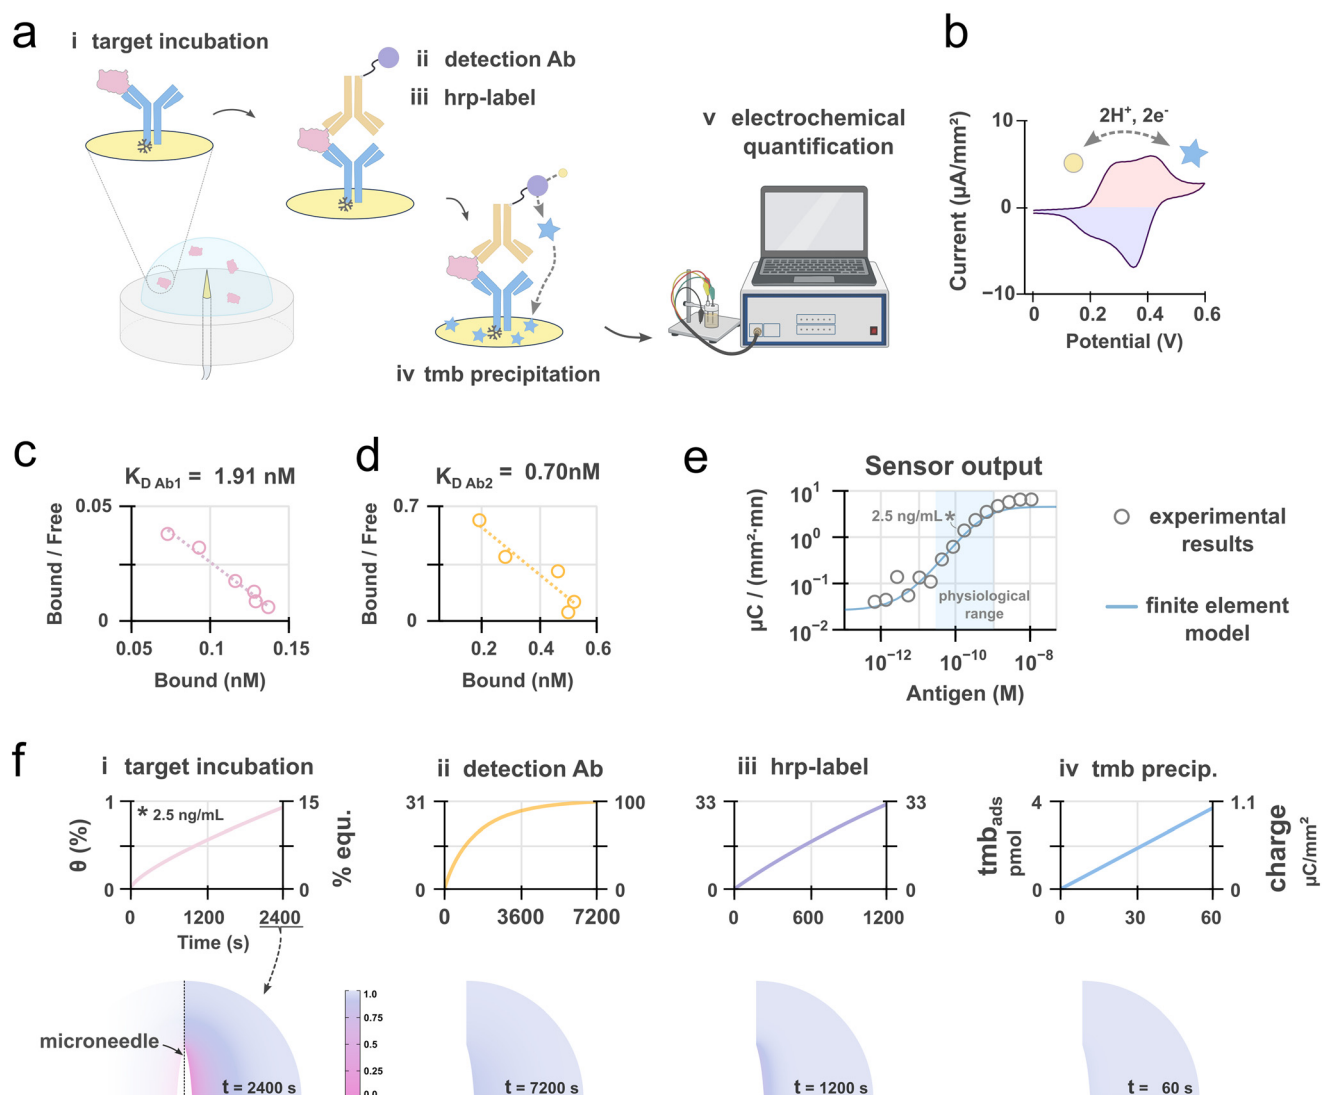 a
i target incubation
ii detection Ab
iii hrp-label
iv tmb precipitation
v electrochemical
quantification
b
2H⁺, 2e⁻
10
0
−10
Current (µA/mm²)
0
0.2
0.4
0.6
Potential (V)
c
K_D Ab1 = 1.91 nM
0.05
0
Bound / Free
0.05
0.1
0.15
Bound (nM)
d
K_D Ab2 = 0.70nM
0.7
0
Bound / Free
0.2
0.4
0.6
Bound (nM)
e
Sensor output
10¹
10⁰
10⁻¹
10⁻²
µC / (mm²·mn)
2.5 ng/mL *
physiological
range
10⁻¹²
10⁻¹⁰
10⁻⁸
Antigen (M)
experimental
results
finite element
model
f
i target incubation
1
0
θ (%)
* 2.5 ng/mL
15
0
% equ.
0
1200
2400
Time (s)
ii detection Ab
31
0
100
0
0
3600
7200
iii hrp-label
33
0
33
0
0
600
1200
iv tmb precip.
4
0
tmb_ads
pmol
1.1
0
charge
µC/mm²
0
30
60
microneedle
t = 2400 s
1.0
0.75
0.5
0.25
0.0
t = 7200 s
t = 1200 s
t = 60 s